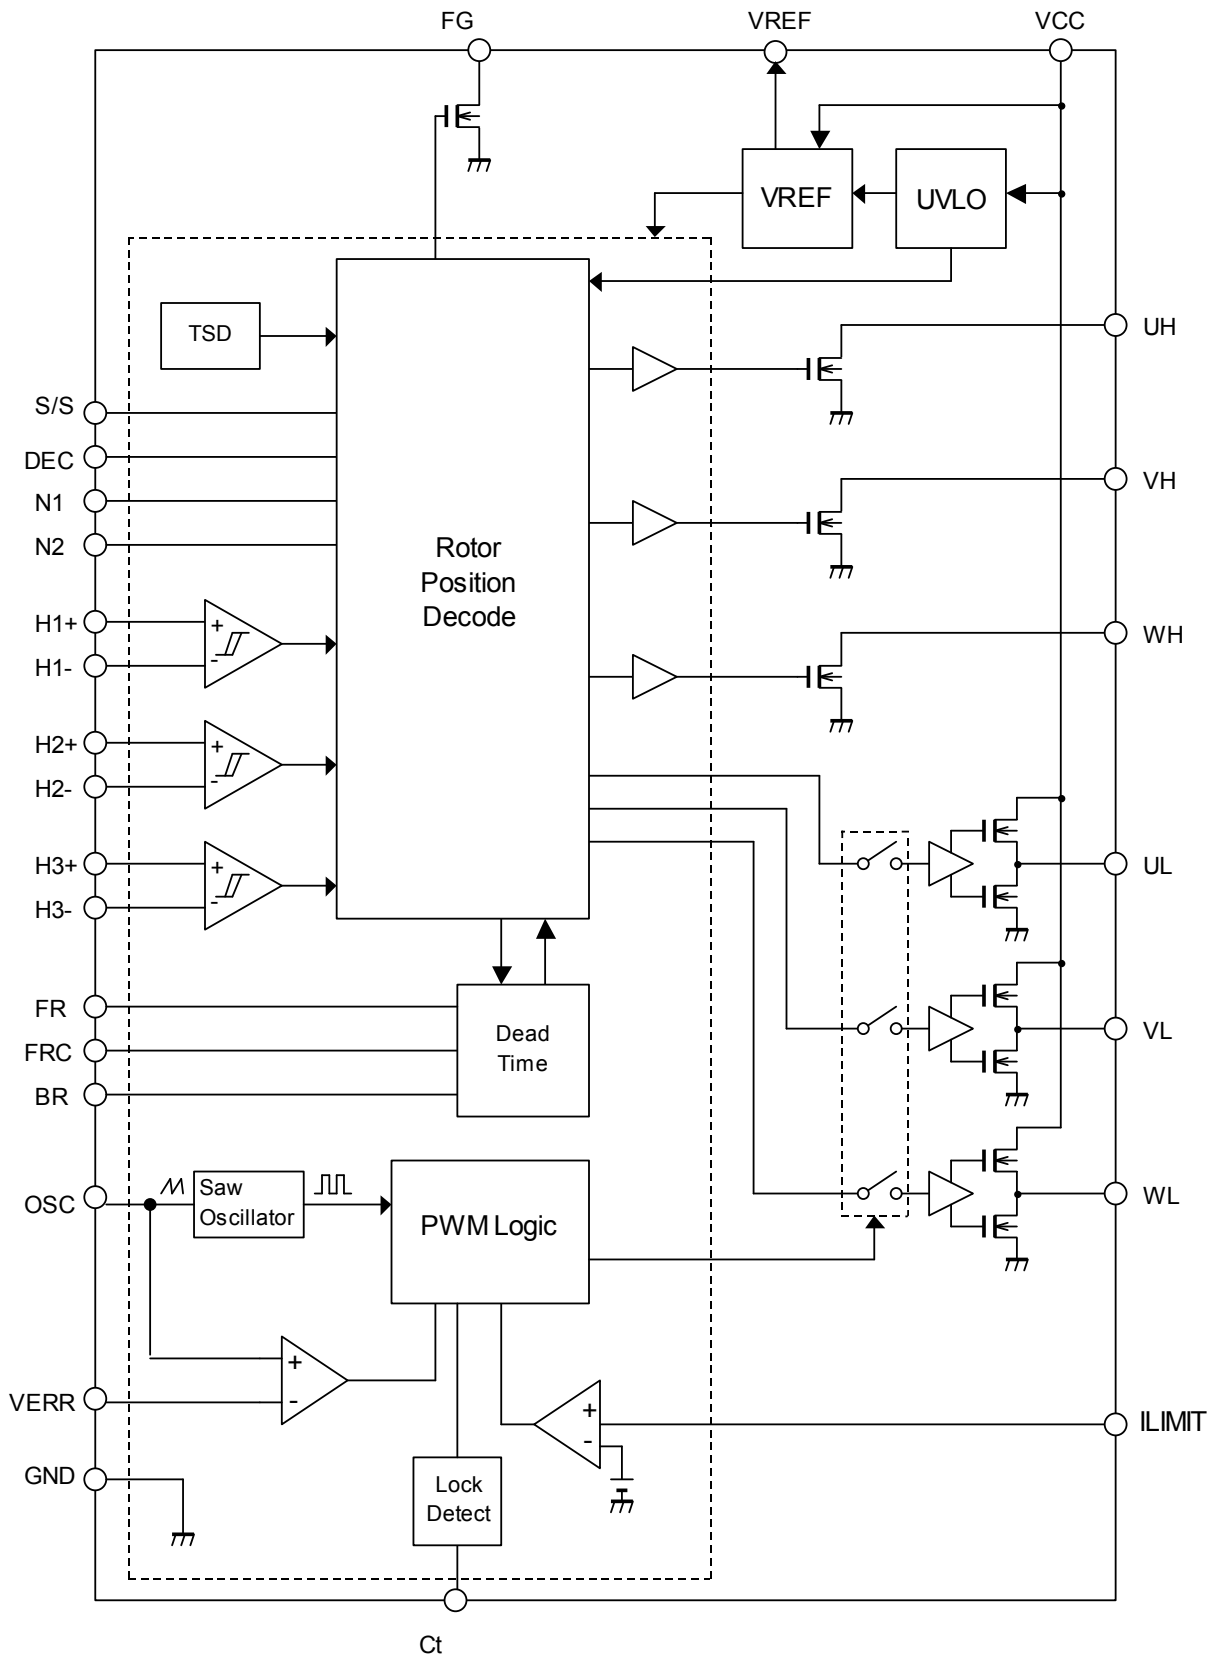 FG
VREF
VCC
VREF
UVLO
TSD
UH
S/S
DEC
N1
N2
VH
Rotor
Position
Decode
H1+
H1-
+
-
WH
H2+
H2-
+
-
H3+
H3-
+
-
UL
FR
FRC
BR
Dead
Time
VL
OSC
Saw
Oscillator
PWM Logic
WL
+
-
VERR
+
-
ILIMIT
GND
Lock
Detect
Ct